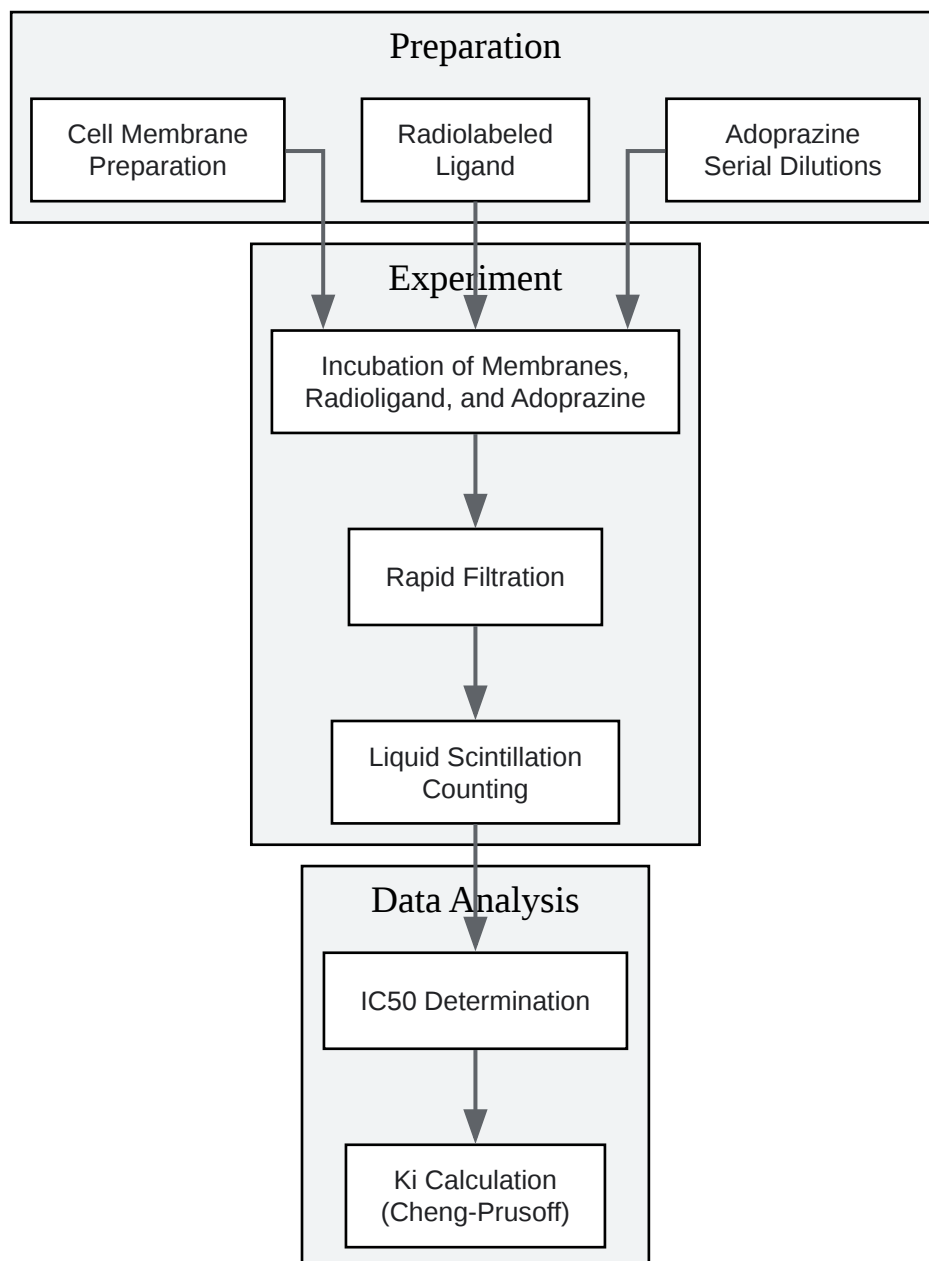 Preparation
Cell Membrane
Preparation
Radiolabeled
Ligand
Adoprazine
Serial Dilutions
Experiment
Incubation of Membranes,
Radioligand, and Adoprazine
Rapid Filtration
Liquid Scintillation
Counting
Data Analysis
IC50 Determination
Ki Calculation
(Cheng-Prusoff)